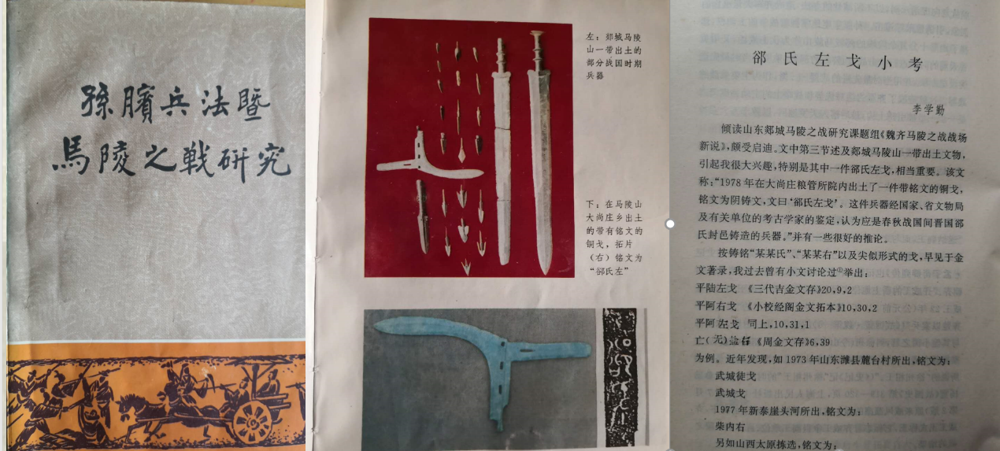 孫臏兵法暨
馬陵之戰研究
左：郯城马陵
山一带出土的
部分战国时期
兵器
下：在马陵山
大尚庄乡出土
的带有铭文的
铜戈，拓片
（右）铭文为
“郤氏左”
郤氏左戈小考
李学勤
倾读山东郯城马陵之战研究课题组《魏齐马陵之战战场
新说》，颇受启迪。文中第三节述及郯城马陵山一带出土文物，
引起我很大兴趣，特别是其中一件郤氏左戈，相当重要。该文
称：“1978年在大尚庄粮管所院内出土了一件带铭文的铜戈，
铭文为阴铸文，文曰‘郤氏左戈’。这件兵器经国家、省文物局
及有关单位的考古学家的鉴定，认为应是春秋战国间晋国郤
氏封邑铸造的兵器。”并有一些很好的推论。
按铸铭“某某氏”、“某某右”以及尖似形式的戈，早见于金
文著录，我过去曾有小文讨论过①举出：
平陆左戈 《三代吉金文存》20,9,2
平阿右戈 《小校经阁金文拓本》10,30,2
平阿左戈 同上，10,31,1
亡（无）盐右 《周金文存》6,39
为例。近年发现，如1973年山东潍县麓台村所出，铭文为：
武城徒戈
武城戈
1977年新泰崖头河所出，铭文为：
柴内右
另如山西太原拣选，铭文为：